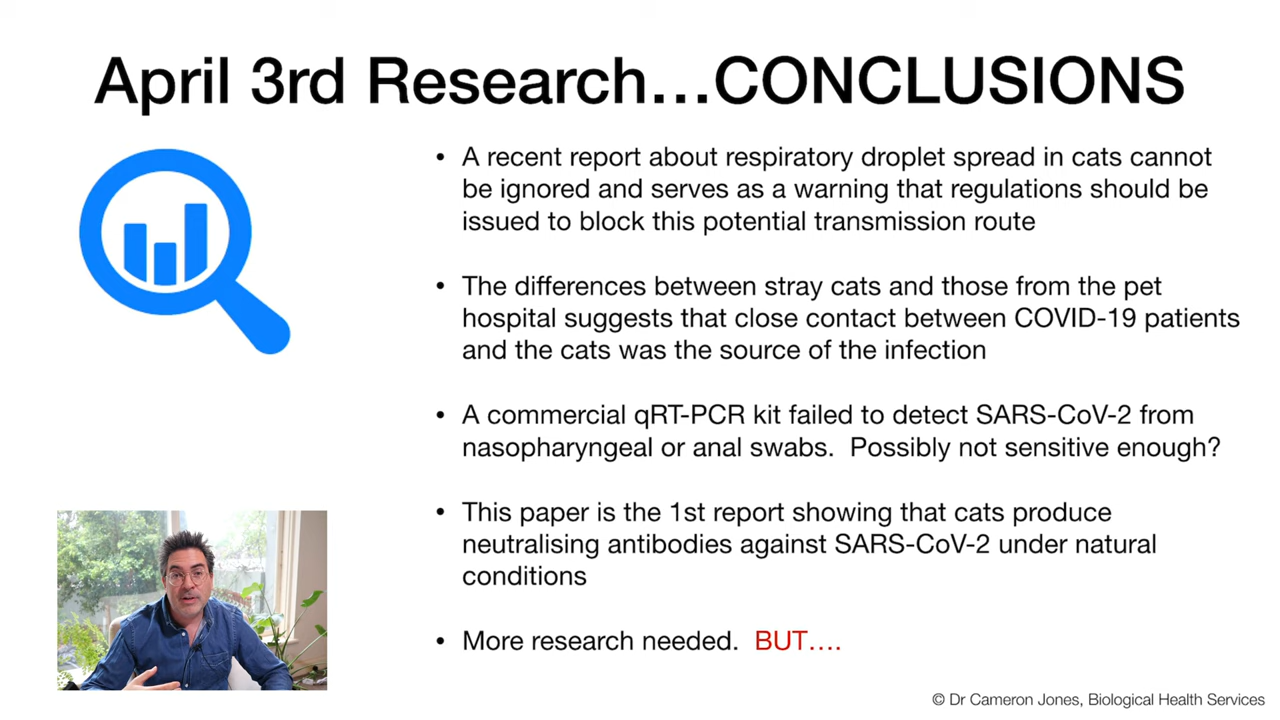 April 3rd Research…CONCLUSIONS
• A recent report about respiratory droplet spread in cats cannot
be ignored and serves as a warning that regulations should be
issued to block this potential transmission route
• The differences between stray cats and those from the pet
hospital suggests that close contact between COVID-19 patients
and the cats was the source of the infection
• A commercial qRT-PCR kit failed to detect SARS-CoV-2 from
nasopharyngeal or anal swabs.  Possibly not sensitive enough?
• This paper is the 1st report showing that cats produce
neutralising antibodies against SARS-CoV-2 under natural
conditions
• More research needed.  BUT….
© Dr Cameron Jones, Biological Health Services